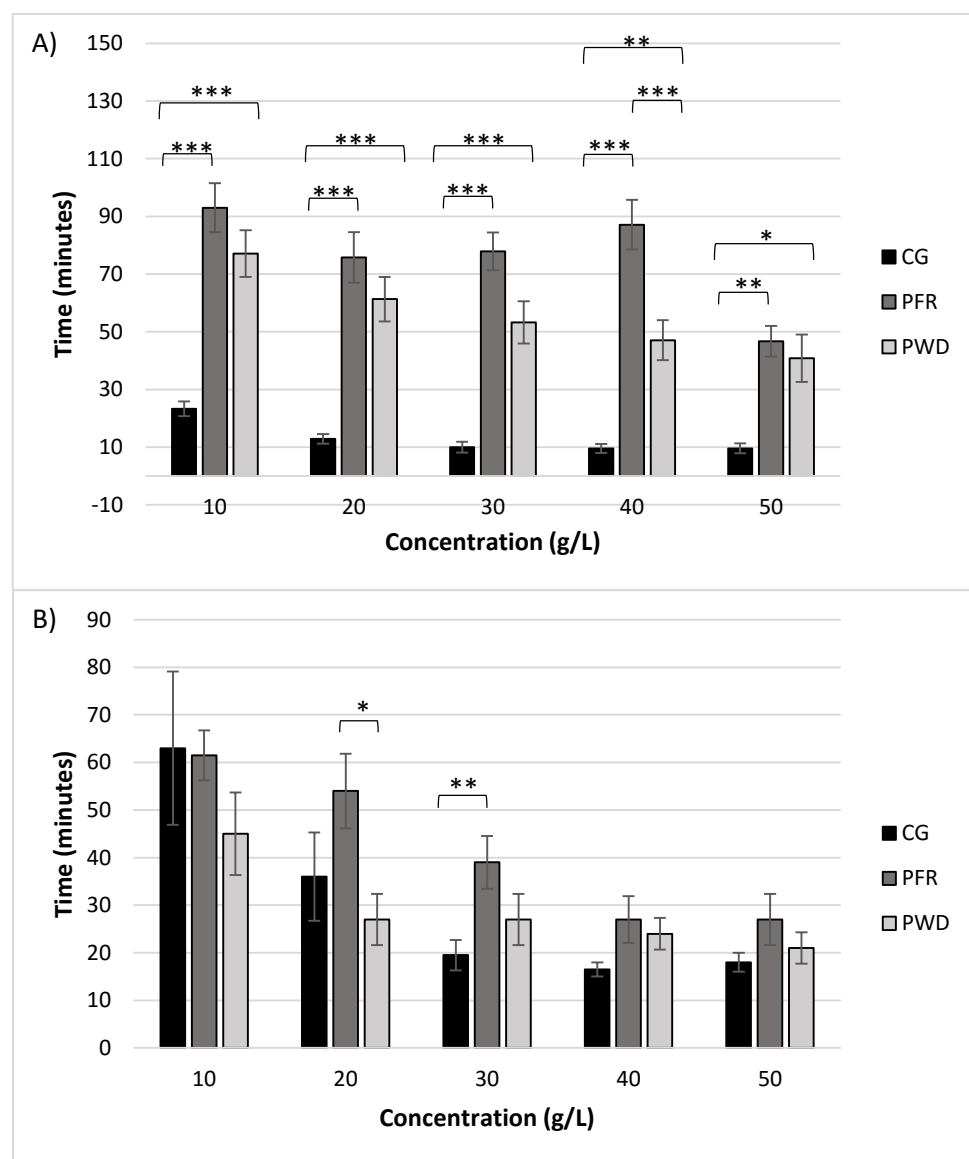 A)
150
130
110
90
70
50
30
10
-10
Time (minutes)
** 
*** ***
*** *** *** ***
*** *** ***
* 
**
10 20 30 40 50
Concentration (g/L)
CG
PFR
PWD
B)
90
80
70
60
50
40
30
20
10
0
Time (minutes)
*
**
10 20 30 40 50
Concentration (g/L)
CG
PFR
PWD